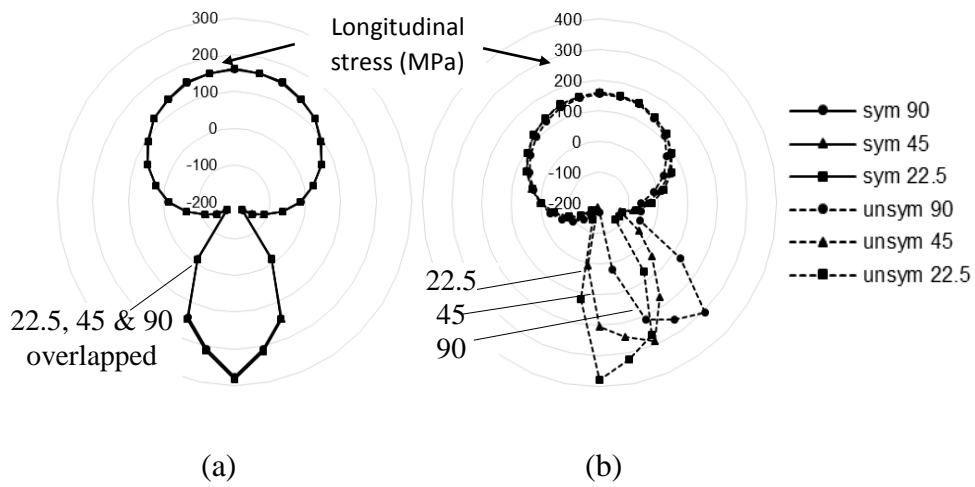 Longitudinal
stress (MPa)
300
200
100
0
-100
-200
22.5, 45 & 90
overlapped
(a)
400
300
200
100
0
-100
-200
22.5
45
90
(b)
sym 90
sym 45
sym 22.5
unsym 90
unsym 45
unsym 22.5